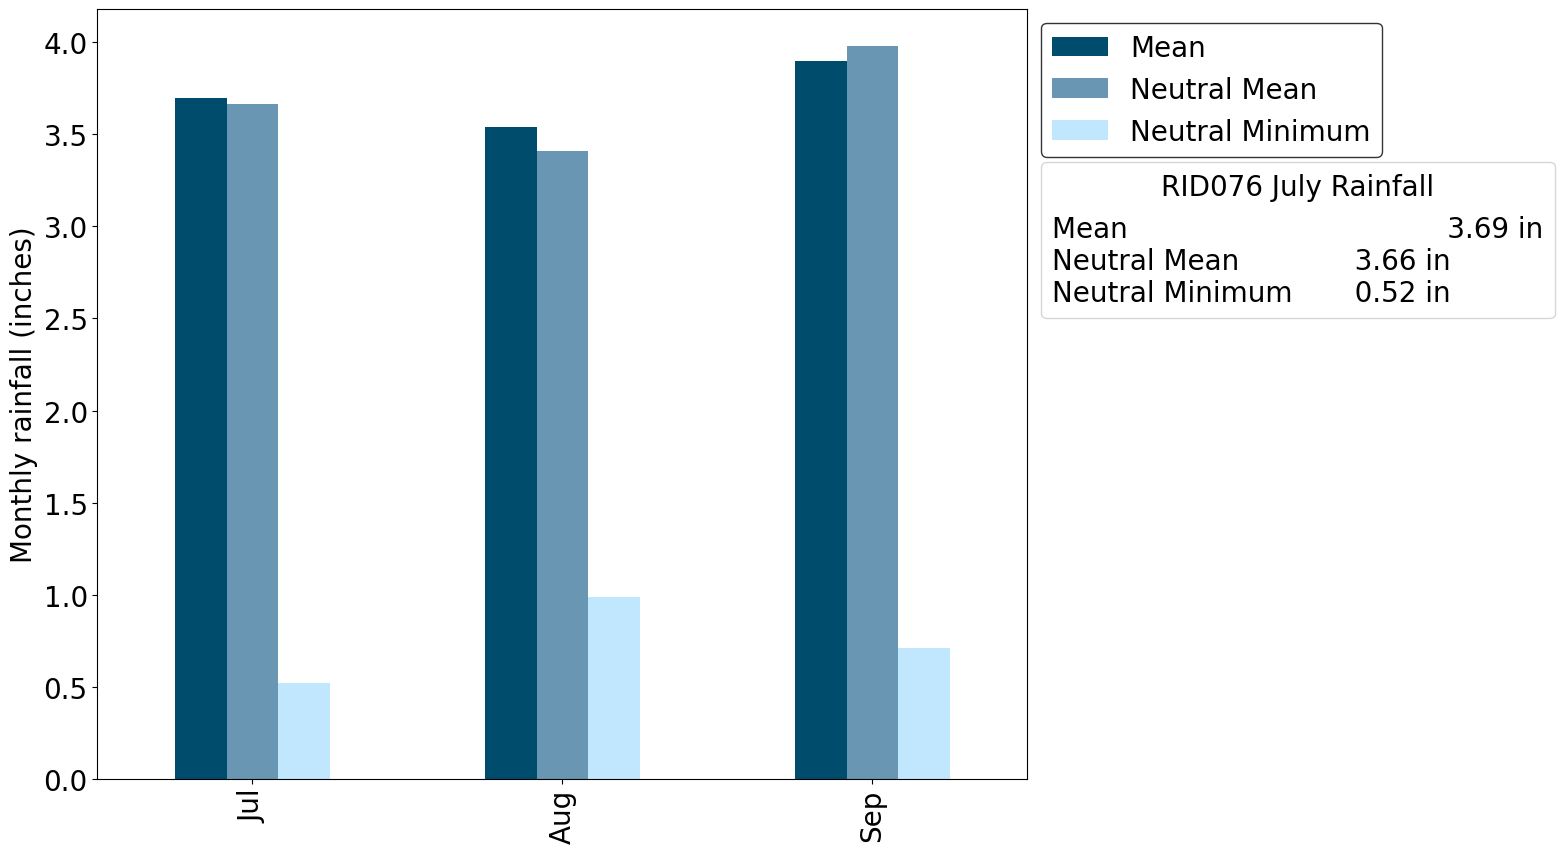 Monthly rainfall (inches)
4.0
3.5
3.0
2.5
2.0
1.5
1.0
0.5
0.0
Jul
Aug
Sep
Mean
Neutral Mean
Neutral Minimum
RID076 July Rainfall
Mean 3.69 in
Neutral Mean 3.66 in
Neutral Minimum 0.52 in